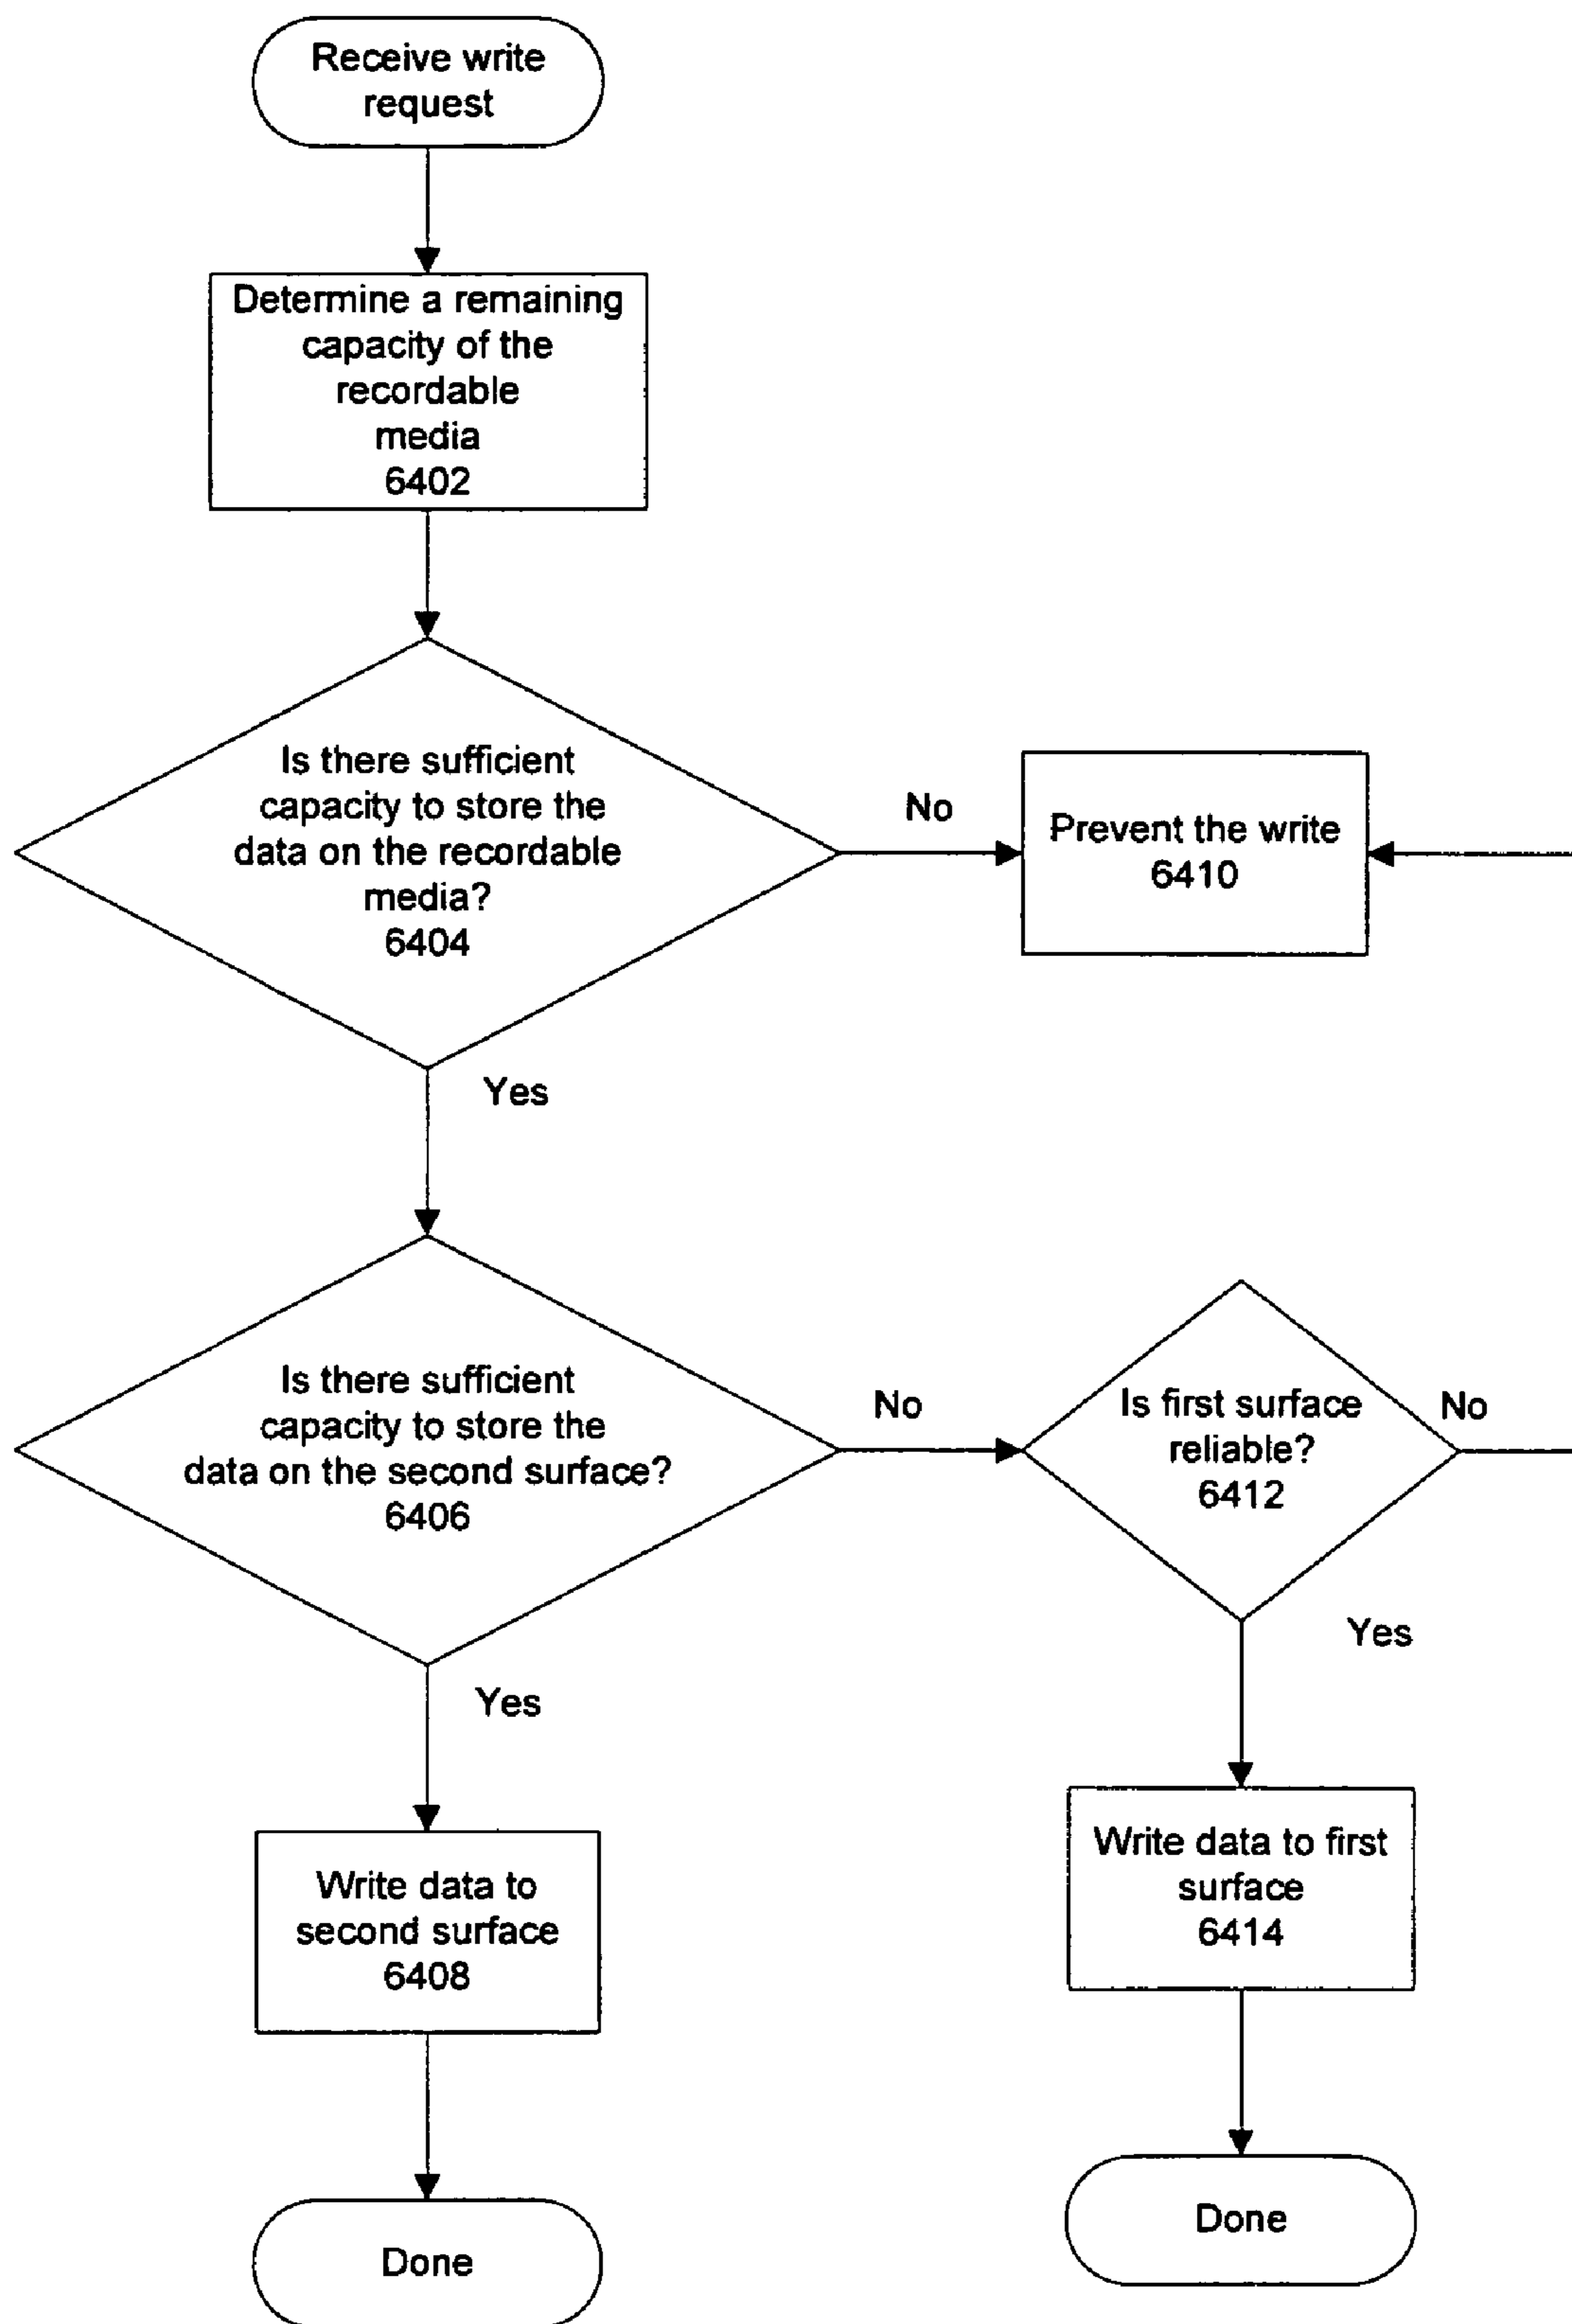 Receive write
request
Determine a remaining
capacity of the
recordable
media
6402
Is there sufficient
capacity to store the
data on the recordable
media?
6404
No
Prevent the write
6410
Yes
Is there sufficient
capacity to store the
data on the second surface?
6406
No
Is first surface
reliable?
6412
No
Yes
Yes
Write data to
second surface
6408
Write data to first
surface
6414
Done
Done